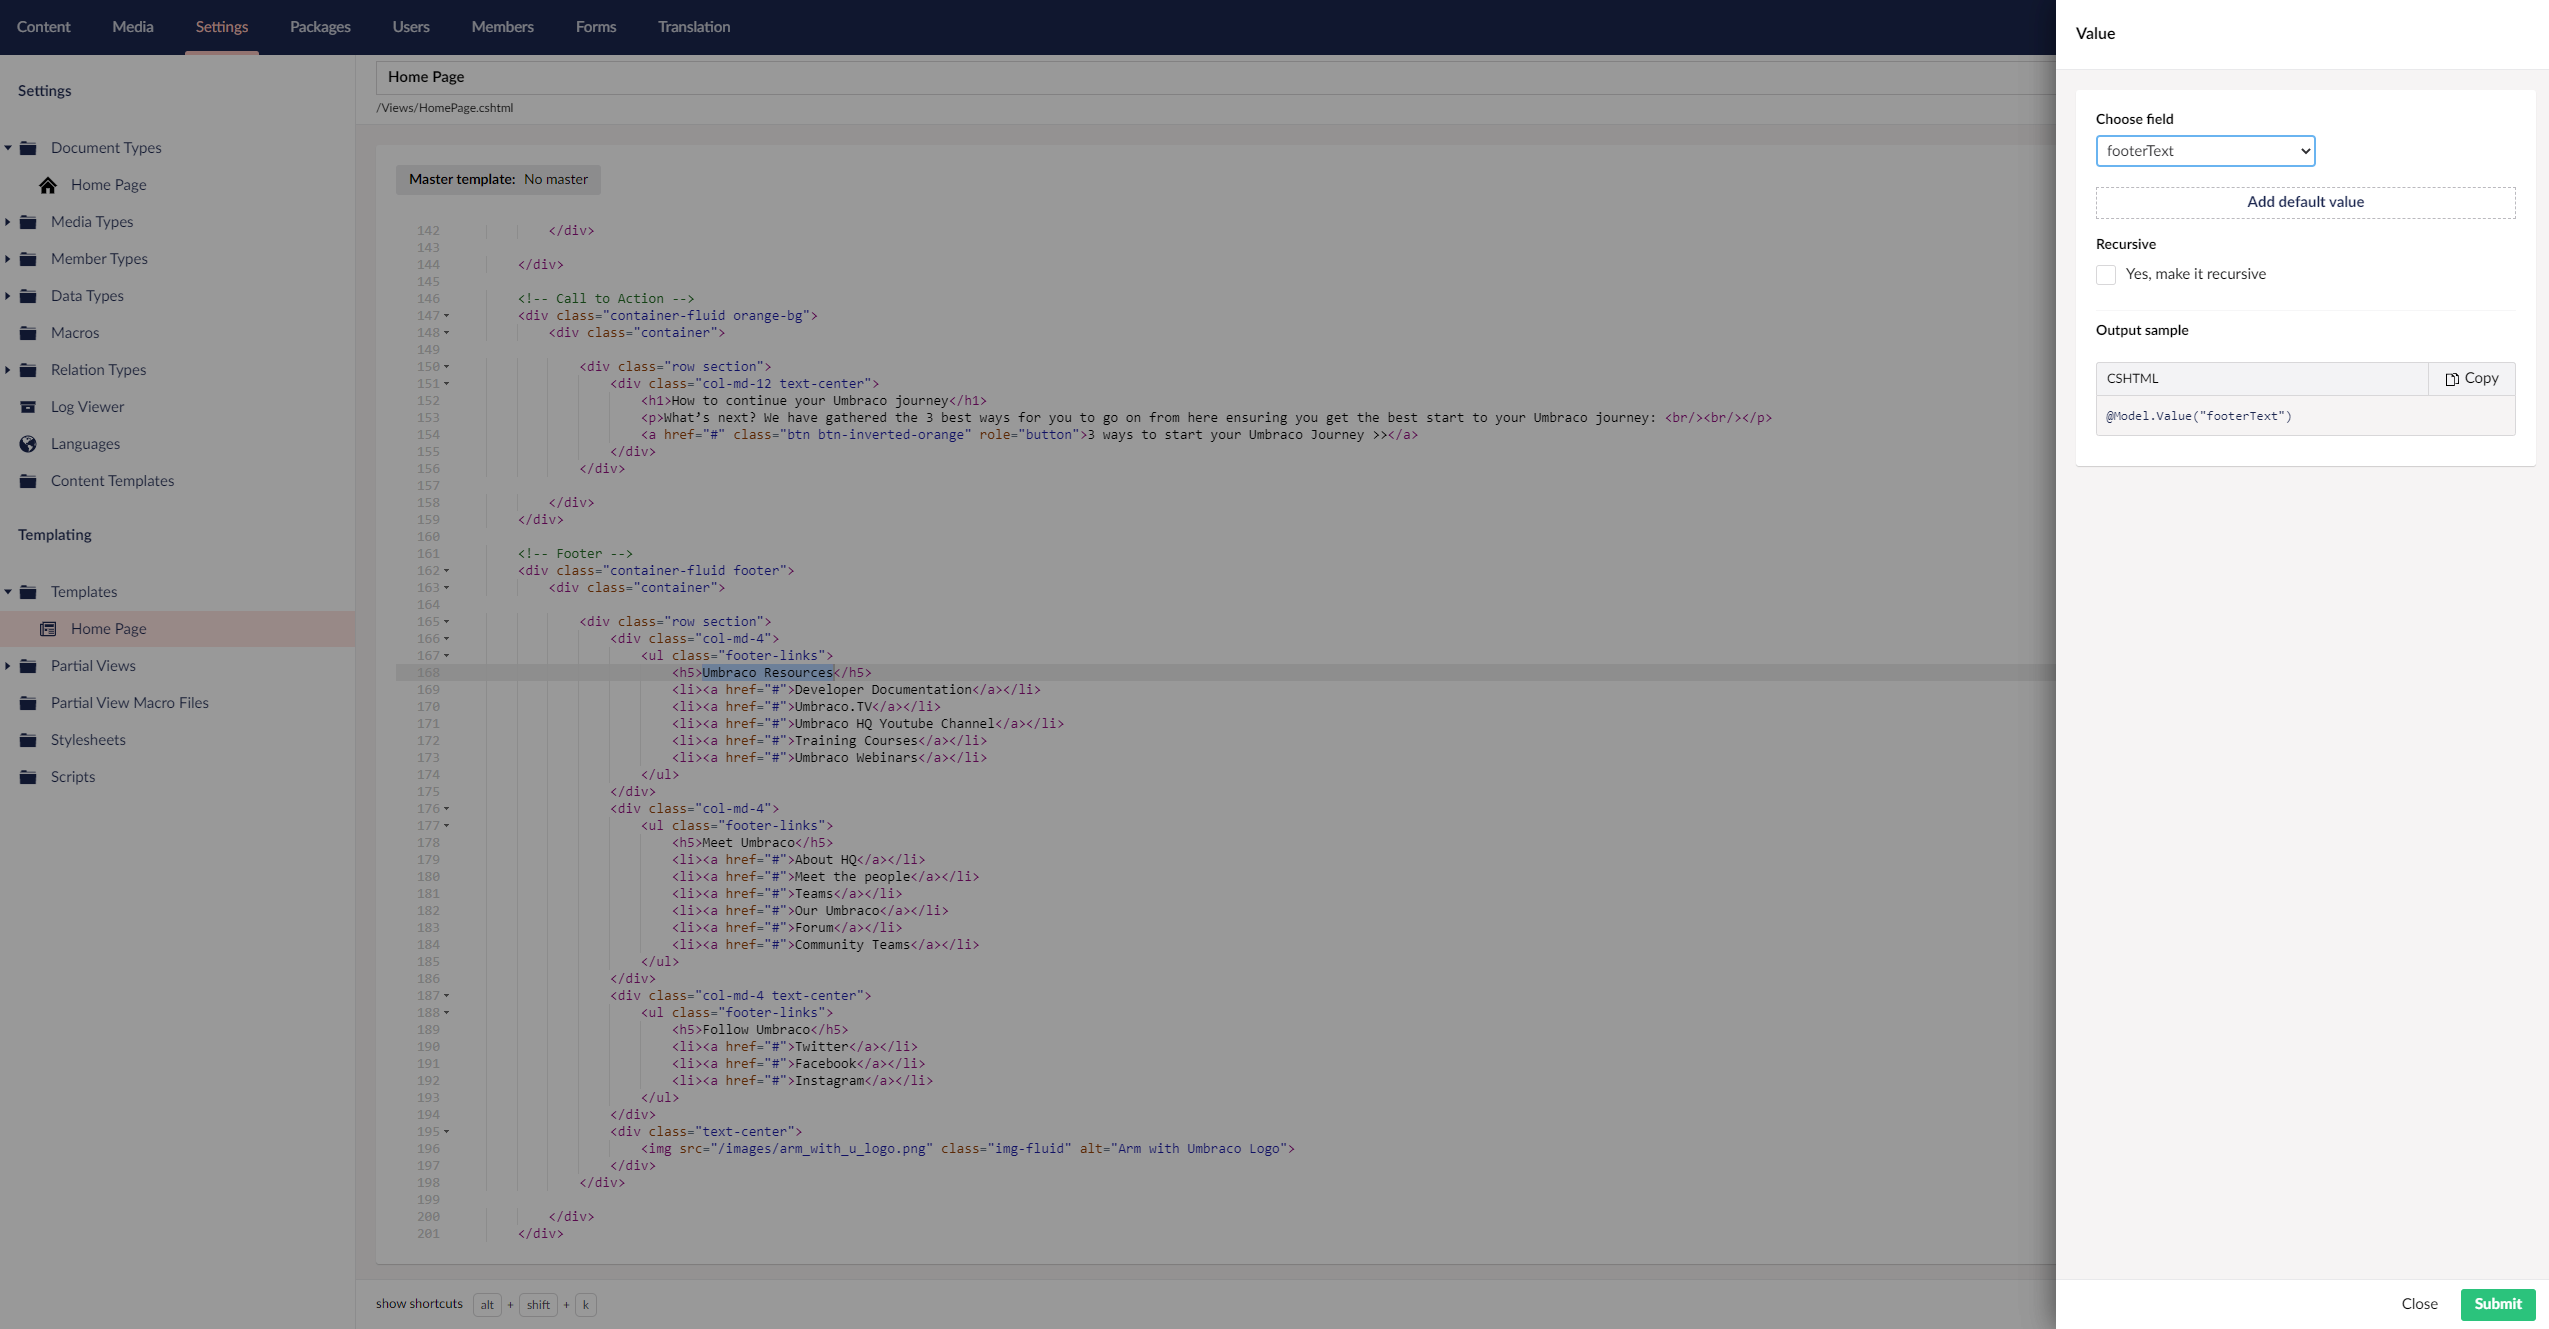 Content Media Settings Packages Users Members Forms Translation
Settings
Document Types
Home Page
Media Types
Member Types
Data Types
Macros
Relation Types
Log Viewer
Languages
Content Templates
Templating
Templates
Home Page
Partial Views
Partial View Macro Files
Stylesheets
Scripts
Home Page
/Views/HomePage.cshtml
Master template: No master
142 </div>
143
144 </div>
145
146 <!-- Call to Action -->
147 <div class="container-fluid orange-bg">
148 <div class="container">
149
150 <div class="row section">
151 <div class="col-md-12 text-center">
152 <h1>How to continue your Umbraco journey</h1>
153 <p>What’s next? We have gathered the 3 best ways for you to go on from here ensuring you get the best start to your Umbraco journey: <br/><br/></p>
154 <a href="#" class="btn btn-inverted-orange" role="button">3 ways to start your Umbraco Journey >></a>
155 </div>
156 </div>
157
158 </div>
159 </div>
160
161 <!-- Footer -->
162 <div class="container-fluid footer">
163 <div class="container">
164
165 <div class="row section">
166 <div class="col-md-4">
167 <ul class="footer-links">
168 <h5>Umbraco Resources</h5>
169 <li><a href="#">Developer Documentation</a></li>
170 <li><a href="#">Umbraco.TV</a></li>
171 <li><a href="#">Umbraco HQ Youtube Channel</a></li>
172 <li><a href="#">Training Courses</a></li>
173 <li><a href="#">Umbraco Webinars</a></li>
174 </ul>
175 </div>
176 <div class="col-md-4">
177 <ul class="footer-links">
178 <h5>Meet Umbraco</h5>
179 <li><a href="#">About HQ</a></li>
180 <li><a href="#">Meet the people</a></li>
181 <li><a href="#">Teams</a></li>
182 <li><a href="#">Our Umbraco</a></li>
183 <li><a href="#">Forum</a></li>
184 <li><a href="#">Community Teams</a></li>
185 </ul>
186 </div>
187 <div class="col-md-4 text-center">
188 <ul class="footer-links">
189 <h5>Follow Umbraco</h5>
190 <li><a href="#">Twitter</a></li>
191 <li><a href="#">Facebook</a></li>
192 <li><a href="#">Instagram</a></li>
193 </ul>
194 </div>
195 <div class="text-center">
196 <img src="/images/arm_with_u_logo.png" class="img-fluid" alt="Arm with Umbraco Logo">
197 </div>
198 </div>
199
200 </div>
201 </div>
show shortcuts alt + shift + k
Value
Choose field
footerText
Add default value
Recursive
Yes, make it recursive
Output sample
CSHTML Copy
@Model.Value("footerText")
Close Submit